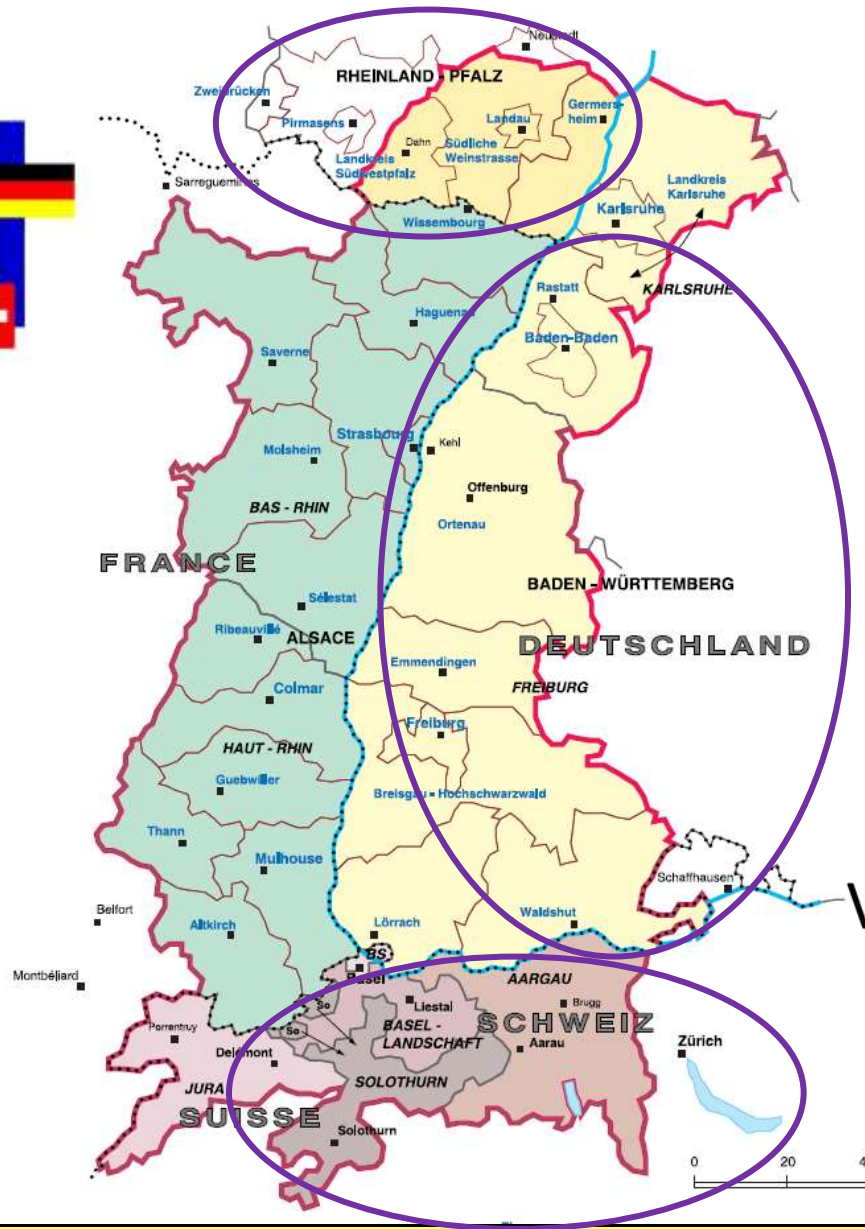 Neustadt
RHEINLAND - PFALZ
Zweibrücken
Germers-
heim
Pirmasens
Landau
Dahn
Südliche
Weinstrasse
Landkreis
Südwestpfalz
Landkreis
Karlsruhe
Sarreguemines
Karlsruhe
Wissembourg
Rastatt
KARLSRUHE
Haguenau
Baden-Baden
Saverne
Strasbourg
Kehl
Molsheim
Offenburg
BAS - RHIN
Ortenau
FRANCE
BADEN - WÜRTTEMBERG
Sélestat
Ribeauvillé
ALSACE
DEUTSCHLAND
Emmendingen
FREIBURG
Colmar
Freiburg
HAUT - RHIN
Guebwiller
Breisgau - Hochschwarzwald
Thann
Mulhouse
Schaffhausen
Belfort
Altkirch
Lörrach
Waldshut
BS
Basel
Montbéliard
AARGAU
So
Liestal
Brugg
Porrentruy
So
BASEL -
LANDSCHAFT
SCHWEIZ
Delémont
Aarau
Zürich
JURA
SOLOTHURN
SUISSE
Solothurn
0 20